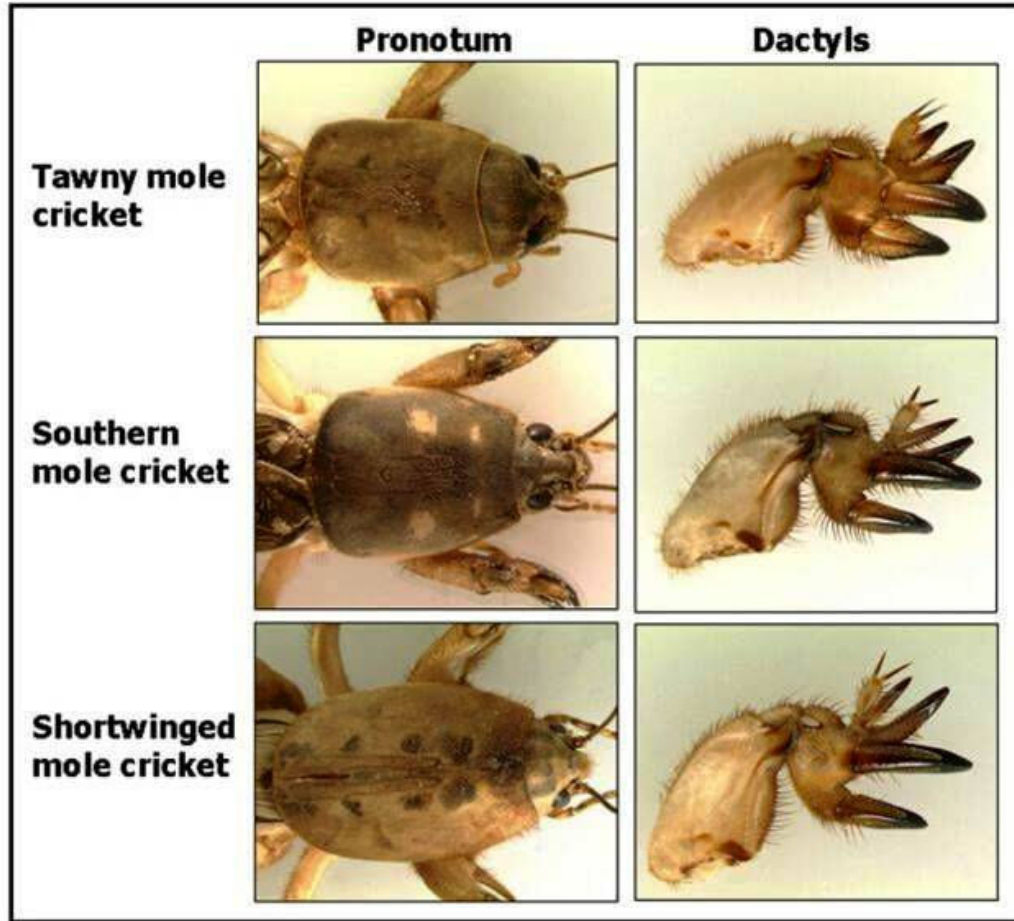 Pronotum
Dactyls
Tawny mole
cricket
Southern
mole cricket
Shortwinged
mole cricket